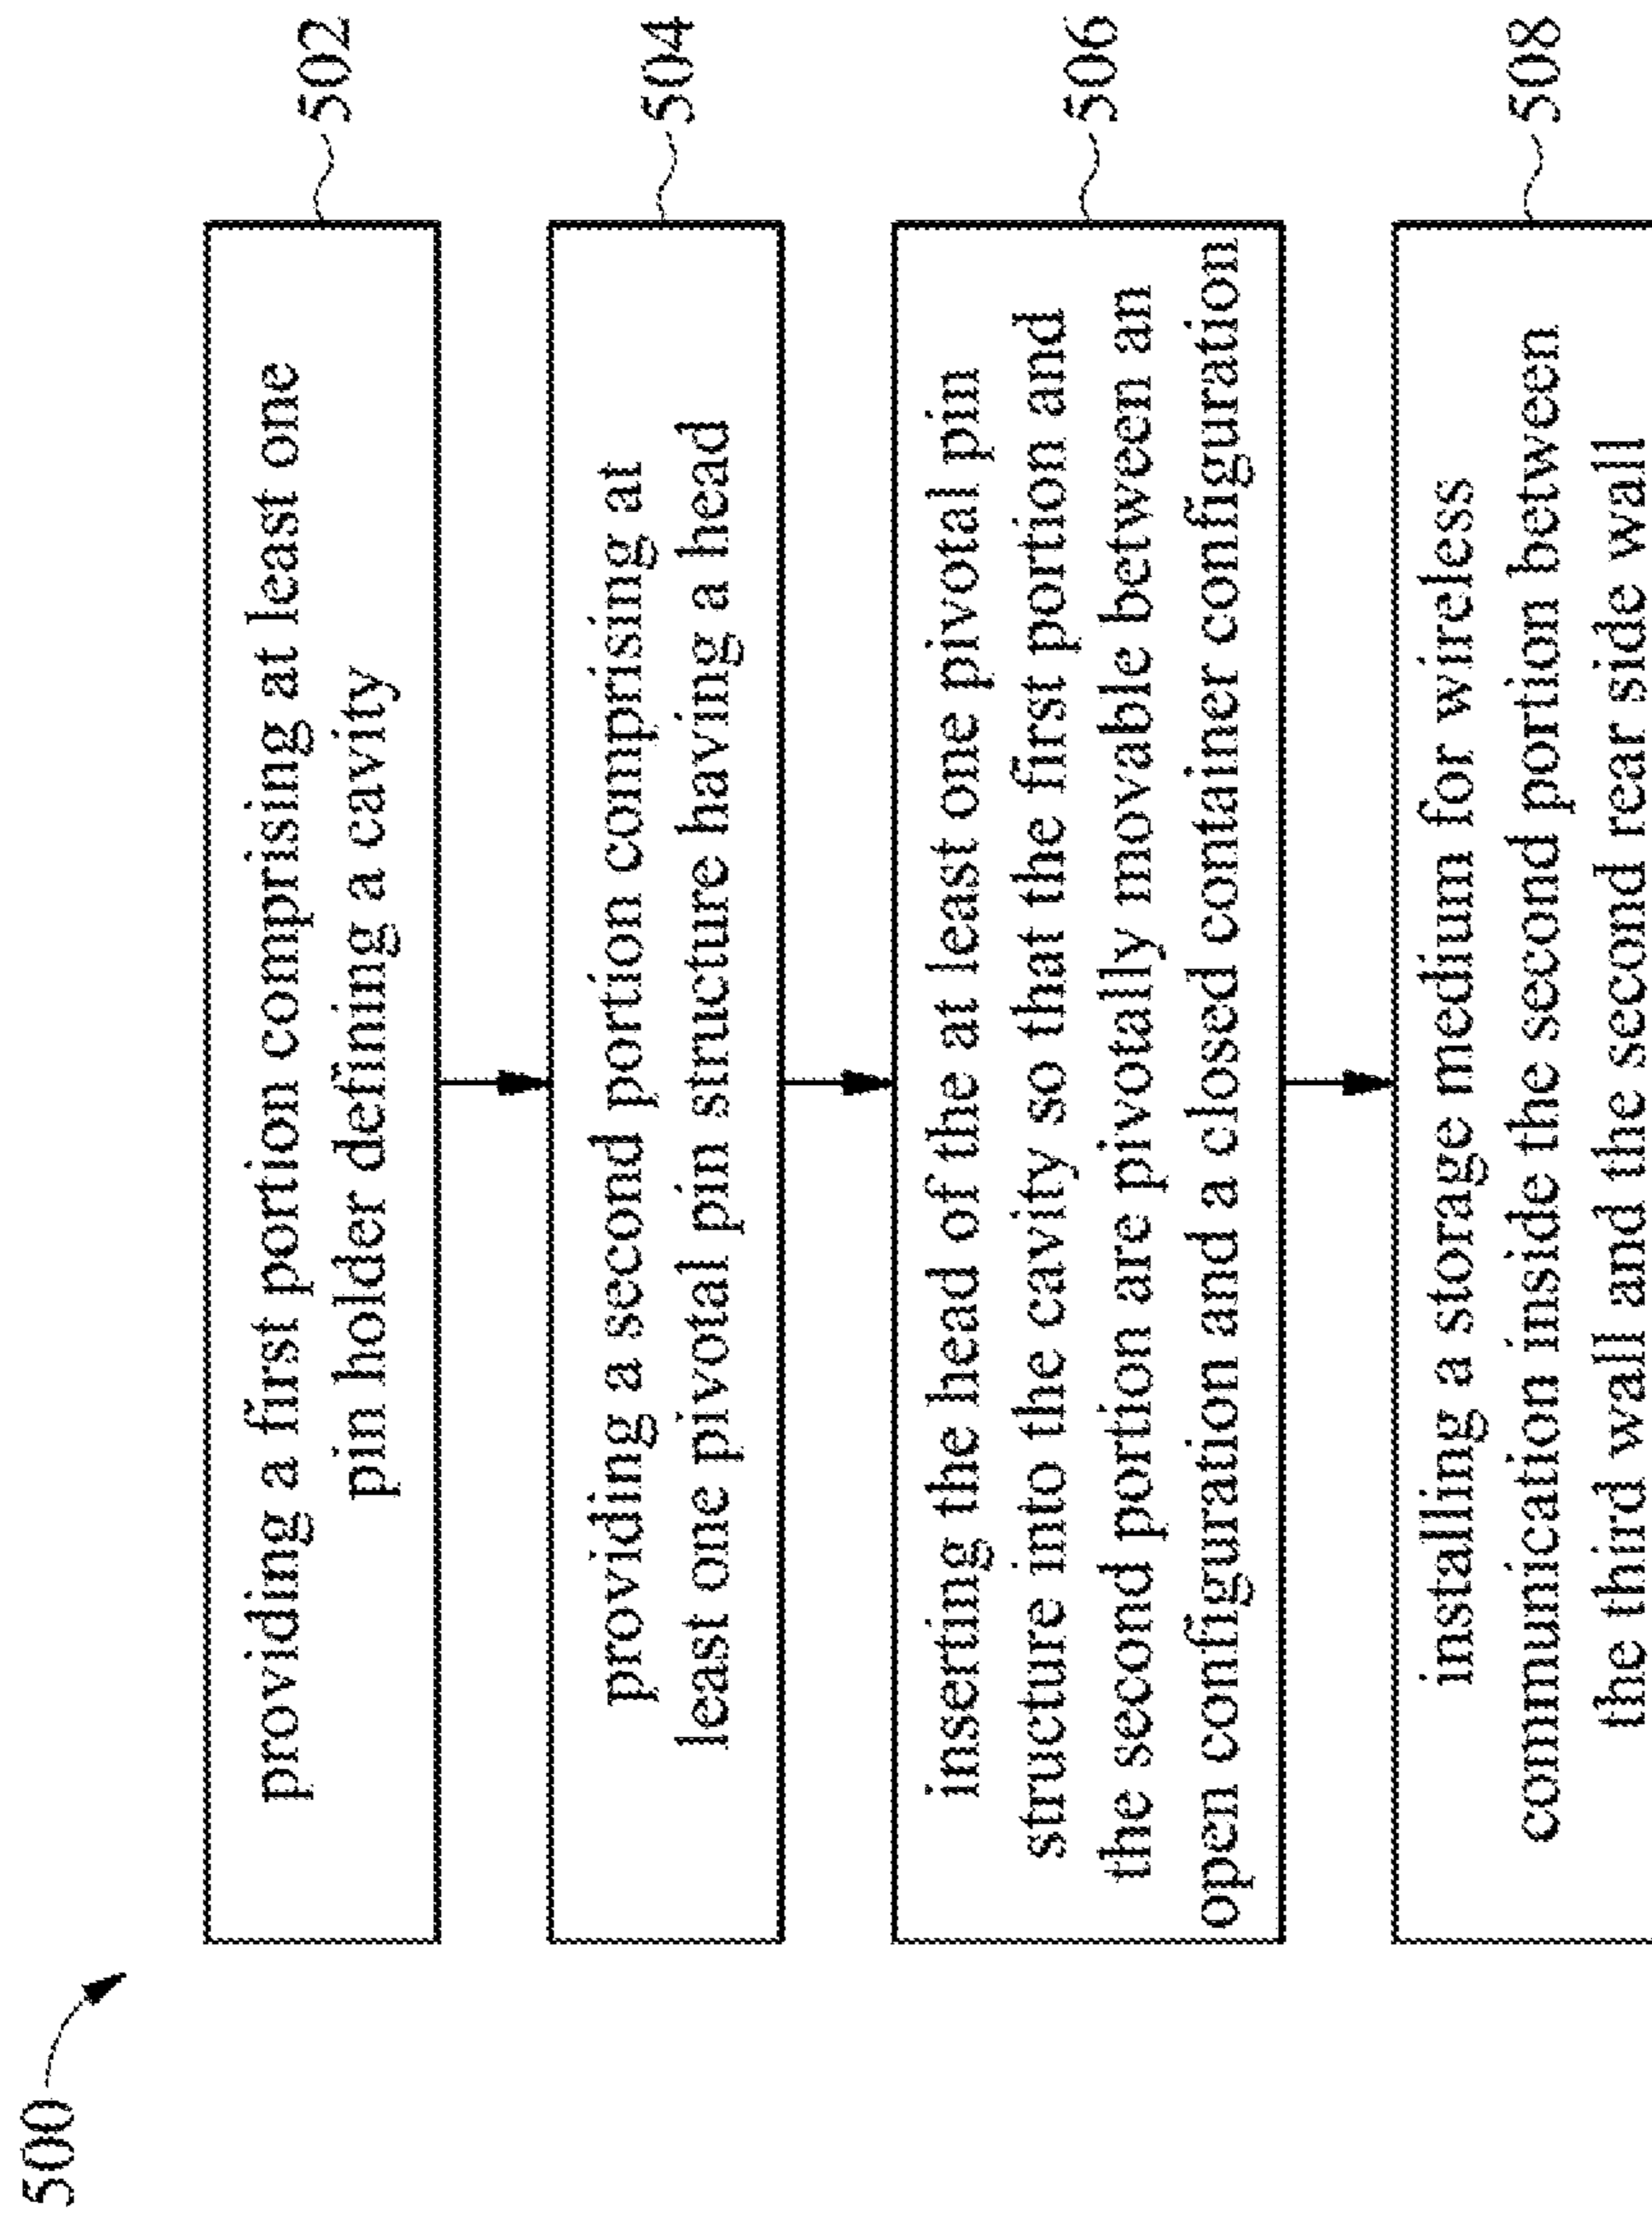 500
providing a first portion comprising at least one
pin holder defining a cavity
502
providing a second portion comprising at
least one pivotal pin structure having a head
504
inserting the head of the at least one pivotal pin
structure into the cavity so that the first portion and
the second portion are pivotally movable between an
open configuration and a closed container configuration
506
installing a storage medium for wireless
communication inside the second portion between
the third wall and the second rear side wall
508